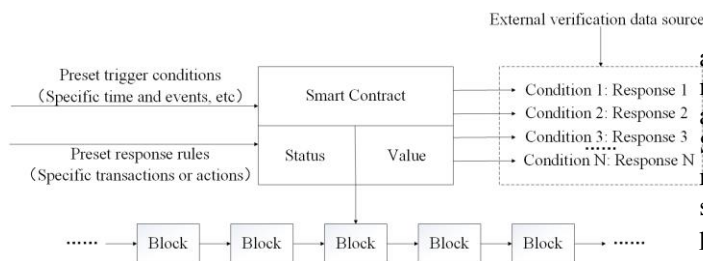 External verification data source
Preset trigger conditions
（Specific time and events, etc）
Smart Contract
Condition 1: Response 1
Condition 2: Response 2
Preset response rules
（Specific transactions or actions）
Status
Value
Condition 3: Response 3
......
Condition N: Response N
......
Block
Block
Block
Block
Block
......